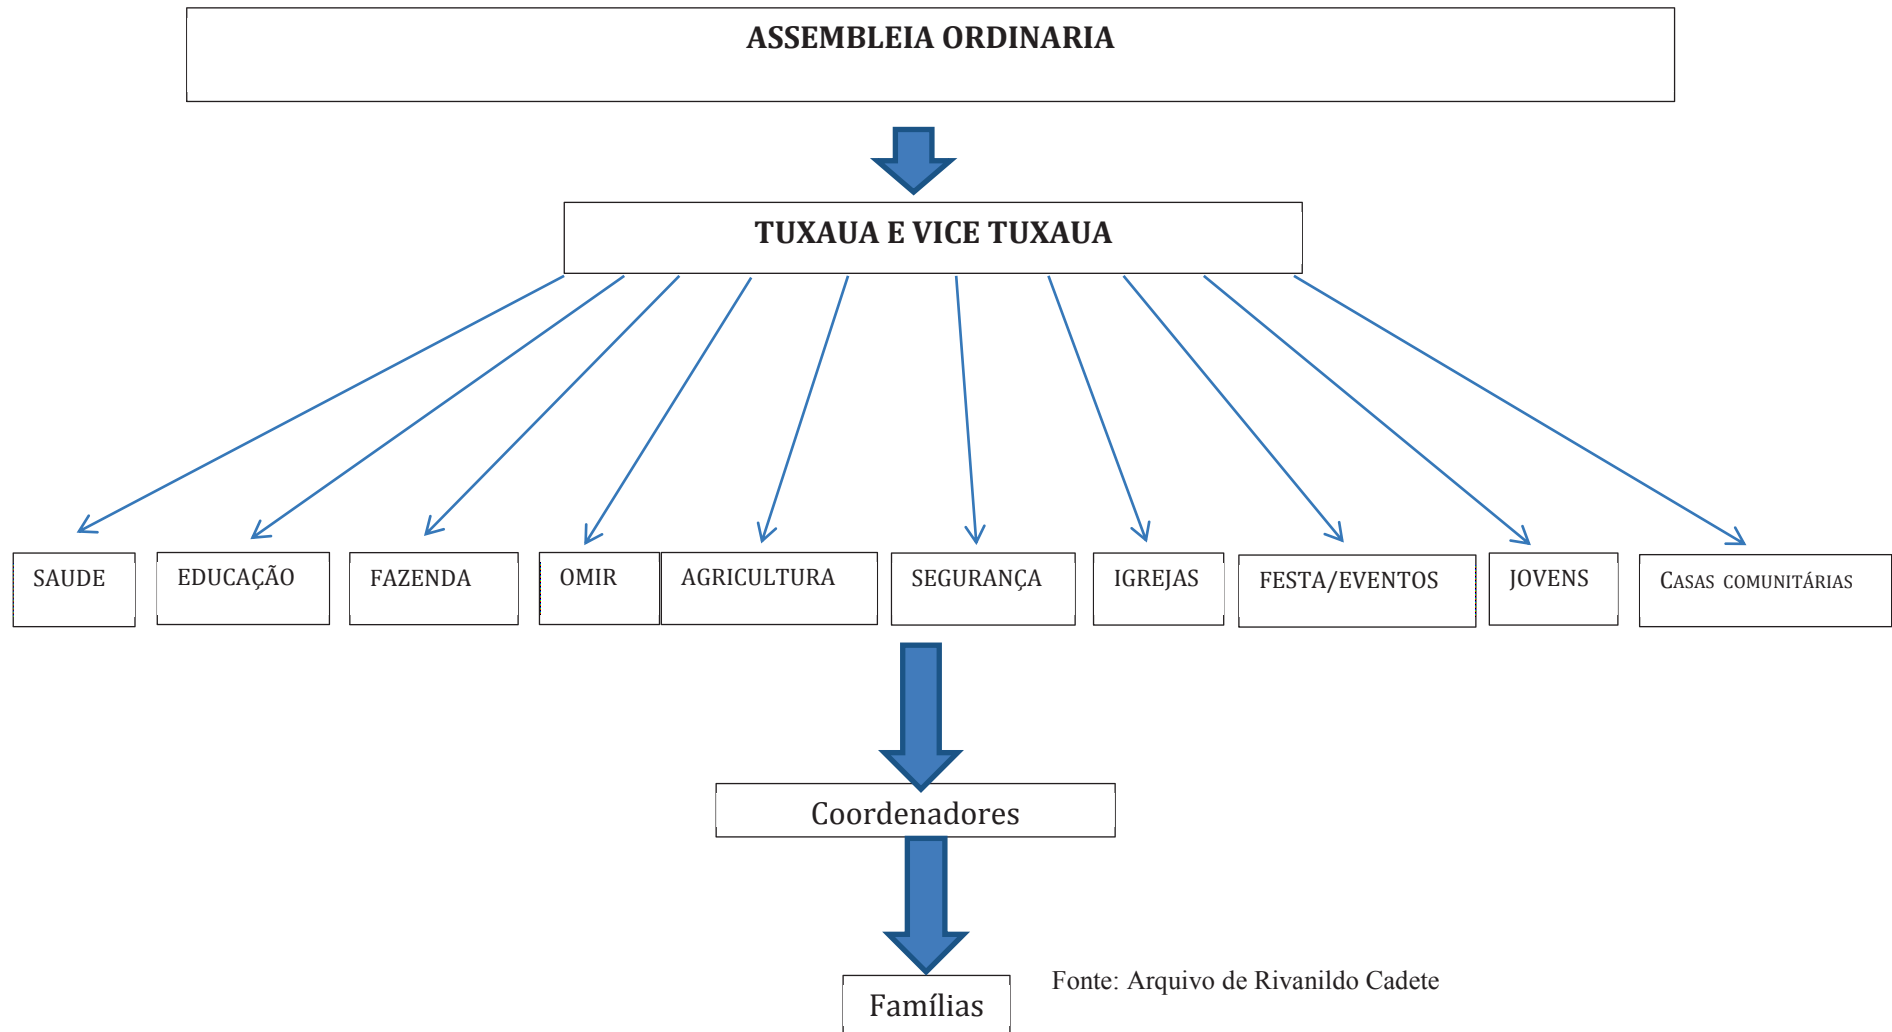 ASSEMBLEIA ORDINARIA
TUXAUA E VICE TUXAUA
SAUDE
EDUCAÇÃO
FAZENDA
OMIR
AGRICULTURA
SEGURANÇA
IGREJAS
FESTA/EVENTOS
JOVENS
CASAS COMUNITÁRIAS
Coordenadores
Fonte: Arquivo de Rivanildo Cadete
Famílias